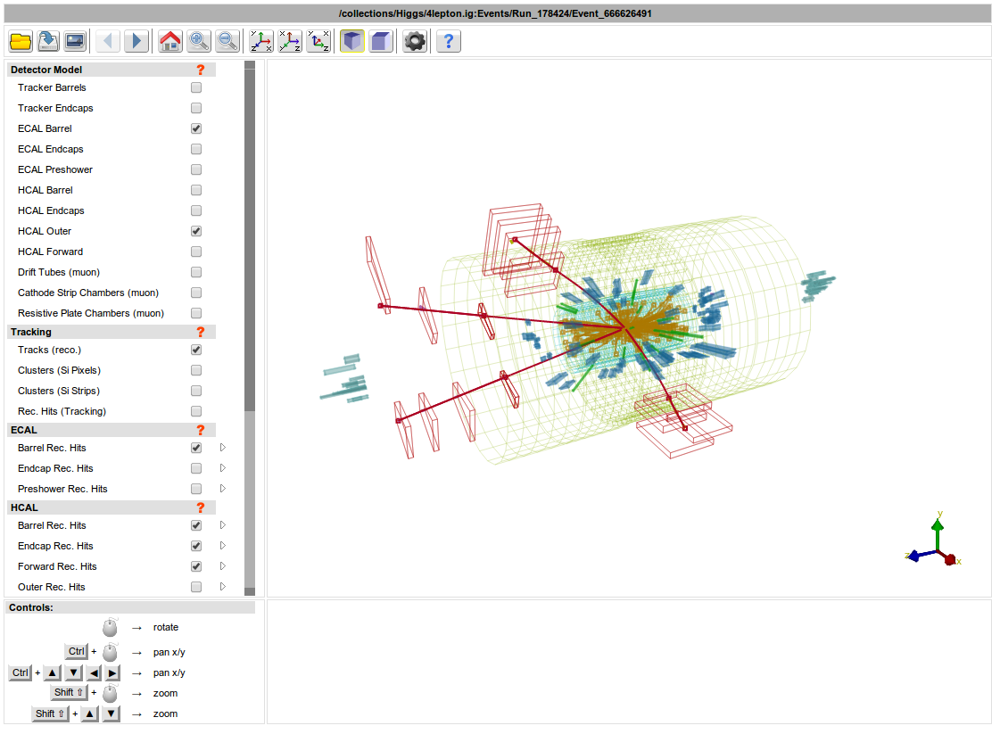 /collections/Higgs/4lepton.ig:Events/Run_178424/Event_666626491
Detector Model ?
Tracker Barrels
Tracker Endcaps
ECAL Barrel
ECAL Endcaps
ECAL Preshower
HCAL Barrel
HCAL Endcaps
HCAL Outer
HCAL Forward
Drift Tubes (muon)
Cathode Strip Chambers (muon)
Resistive Plate Chambers (muon)
Tracking ?
Tracks (reco.)
Clusters (Si Pixels)
Clusters (Si Strips)
Rec. Hits (Tracking)
ECAL ?
Barrel Rec. Hits
Endcap Rec. Hits
Preshower Rec. Hits
HCAL ?
Barrel Rec. Hits
Endcap Rec. Hits
Forward Rec. Hits
Outer Rec. Hits
Controls:
→ rotate
Ctrl + → pan x/y
Ctrl + ▲ ▼ ◀ ▶ → pan x/y
Shift ⇧ + → zoom
Shift ⇧ + ▲ ▼ → zoom
y
z
x